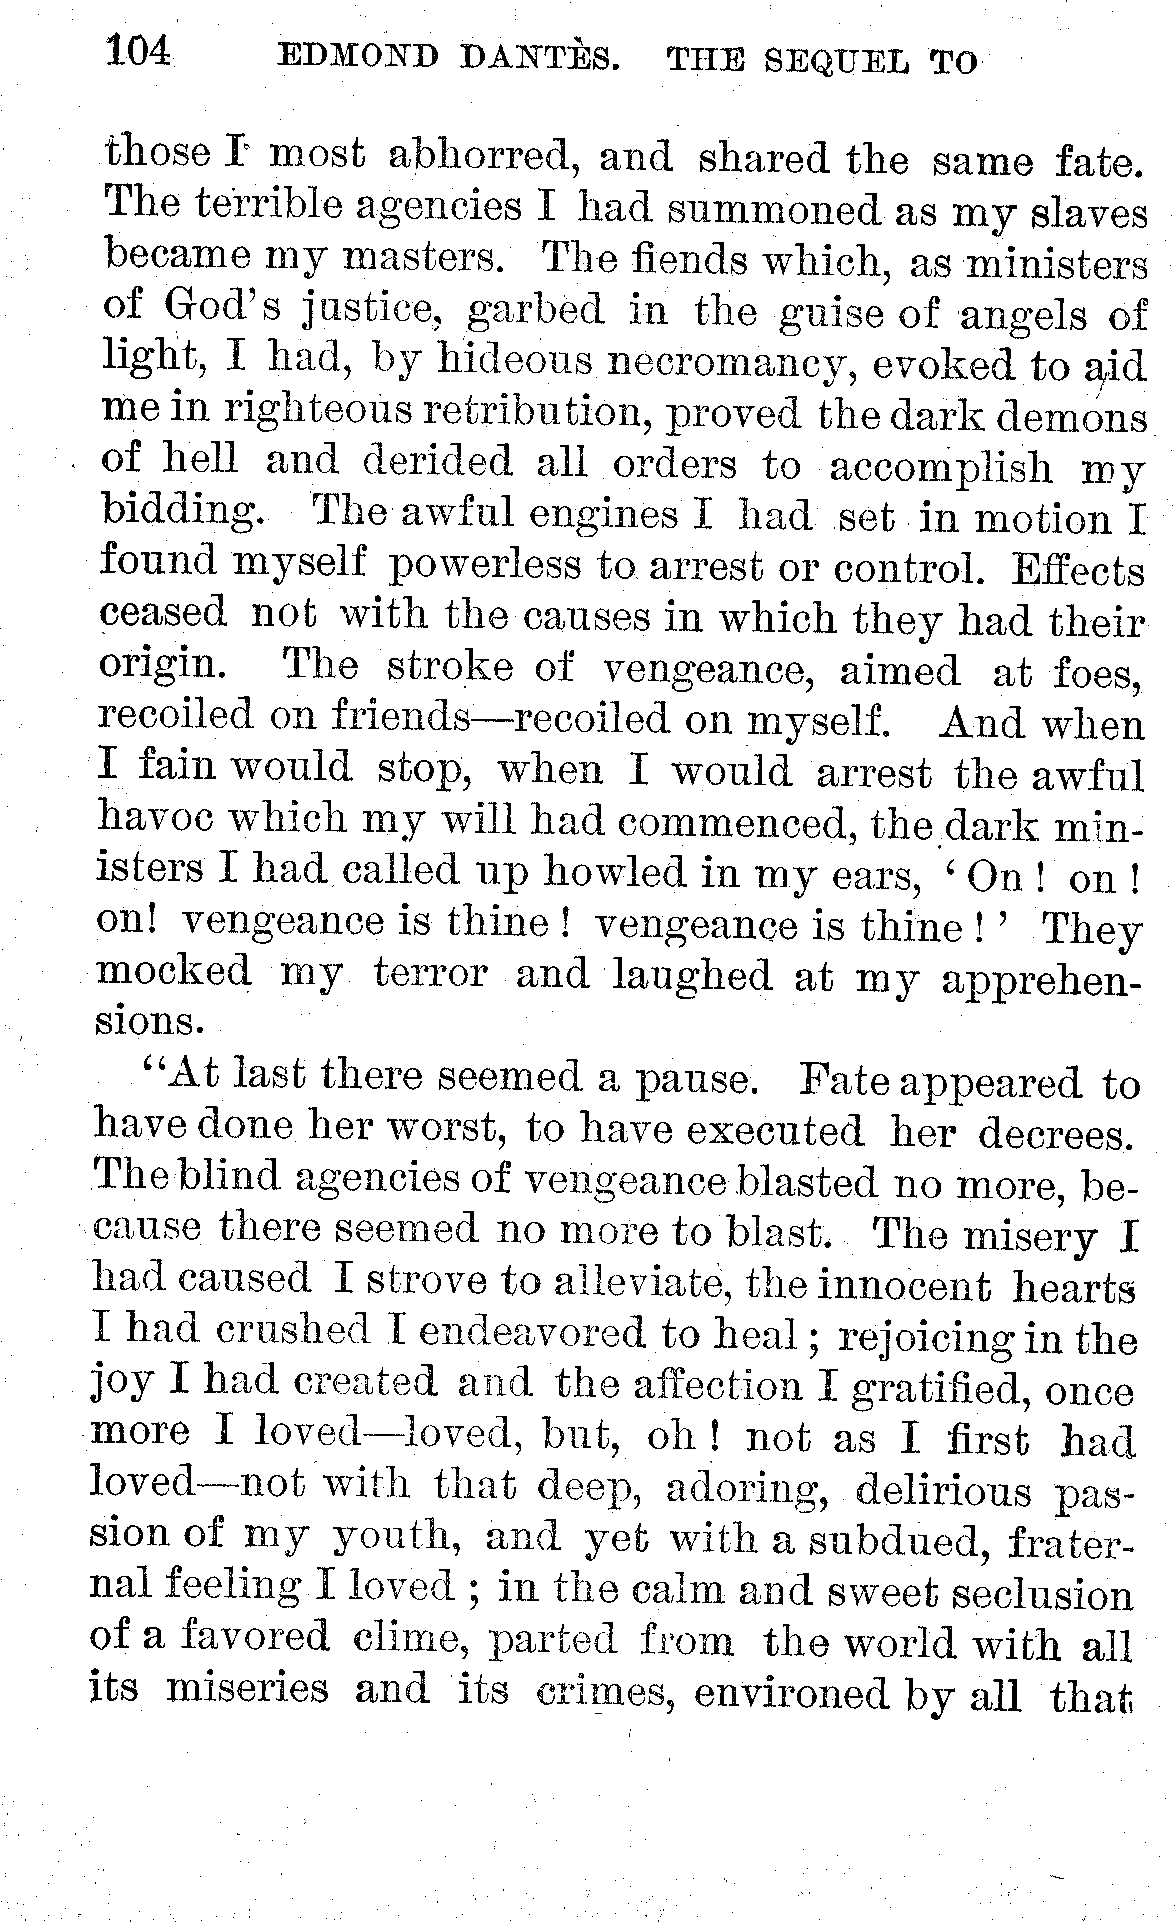 104 EDMOND DANTÈS. THE SEQUEL TO
those I most abhorred, and shared the same fate.
The terrible agencies I had summoned as my slaves
became my masters. The fiends which, as ministers
of God's justice, garbed in the guise of angels of
light, I had, by hideous necromancy, evoked to aid
me in righteous retribution, proved the dark demons
of hell and derided all orders to accomplish my
bidding. The awful engines I had set in motion I
found myself powerless to arrest or control. Effects
ceased not with the causes in which they had their
origin. The stroke of vengeance, aimed at foes,
recoiled on friends—recoiled on myself. And when
I fain would stop, when I would arrest the awful
havoc which my will had commenced, the dark min-
isters I had called up howled in my ears, ‘On! on!
on! vengeance is thine! vengeance is thine!’ They
mocked my terror and laughed at my apprehen-
sions.
“At last there seemed a pause. Fate appeared to
have done her worst, to have executed her decrees.
The blind agencies of vengeance blasted no more, be-
cause there seemed no more to blast. The misery I
had caused I strove to alleviate, the innocent hearts
I had crushed I endeavored to heal; rejoicing in the
joy I had created and the affection I gratified, once
more I loved—loved, but, oh! not as I first had
loved—not with that deep, adoring, delirious pas-
sion of my youth, and yet with a subdued, frater-
nal feeling I loved; in the calm and sweet seclusion
of a favored clime, parted from the world with all
its miseries and its crimes, environed by all that